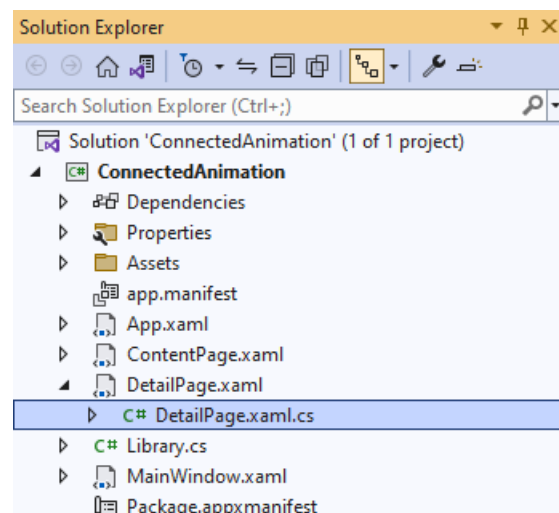 Solution Explorer
Search Solution Explorer (Ctrl+;)
Solution 'ConnectedAnimation' (1 of 1 project)
C# ConnectedAnimation
Dependencies
Properties
Assets
app.manifest
App.xaml
ContentPage.xaml
DetailPage.xaml
C# DetailPage.xaml.cs
C# Library.cs
MainWindow.xaml
Package.appxmanifest